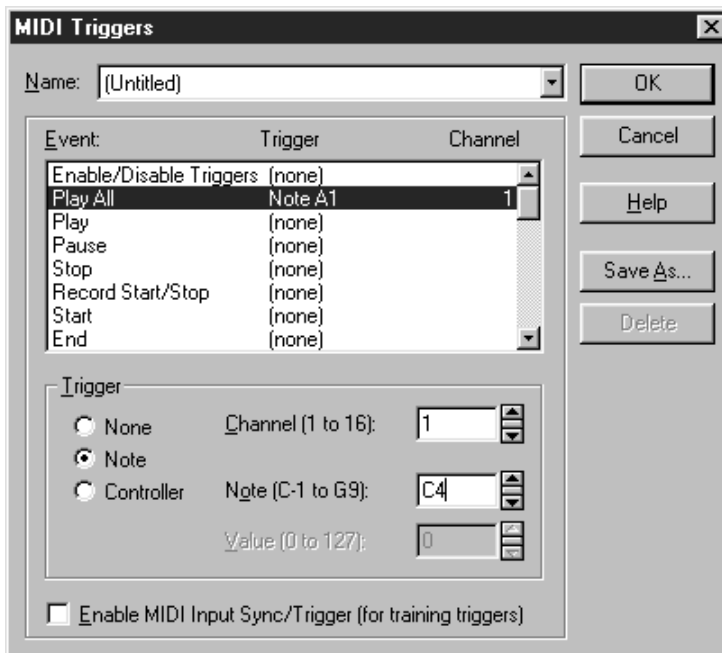 MIDI Triggers
Name: (Untitled)
OK
Event: Trigger Channel
Cancel
Enable/Disable Triggers (none)
Play All Note A1 1
Help
Play (none)
Pause (none)
Stop (none)
Save As...
Record Start/Stop (none)
Start (none)
Delete
End (none)
Trigger
None
Channel (1 to 16): 1
Note
Controller
Note (C-1 to G9): C4
Value (0 to 127): 0
Enable MIDI Input Sync/Trigger (for training triggers)